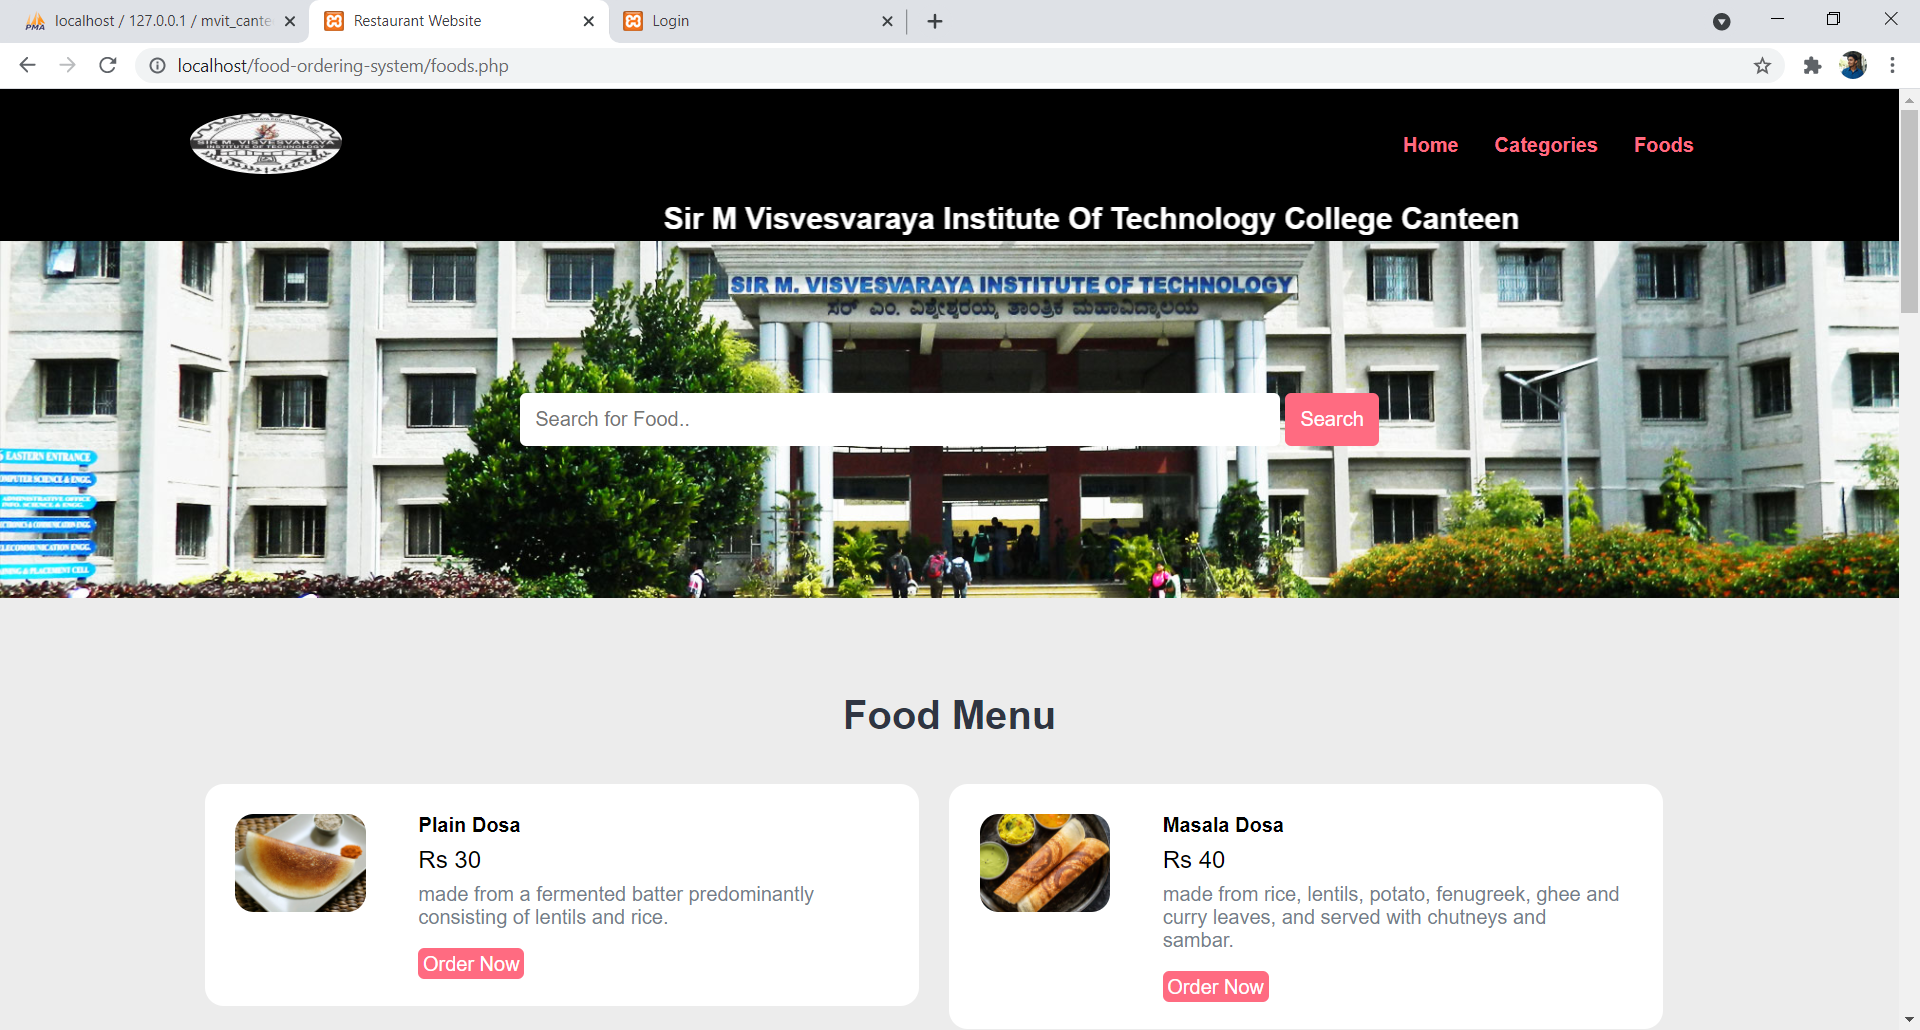 localhost / 127.0.0.1 / mvit_cante
Restaurant Website
Login
localhost/food-ordering-system/foods.php
SIR M. VISVESVARAYA
INSTITUTE OF TECHNOLOGY
Home Categories Foods
Sir M Visvesvaraya Institute Of Technology College Canteen
SIR M. VISVESVARAYA INSTITUTE OF TECHNOLOGY
ಸರ್ ಎಂ. ವಿಶ್ವೇಶ್ವರಯ್ಯ ತಾಂತ್ರಿಕ ಮಹಾವಿದ್ಯಾಲಯ
Search for Food..
Search
EASTERN ENTRANCE
COMPUTER SCIENCE & ENGG.
ADMINISTRATIVE OFFICE
INFO. SCIENCE & ENGG.
& COMMUNICATION ENGG.
TELECOMMUNICATION ENGG.
& PLACEMENT CELL
Food Menu
Plain Dosa
Rs 30
made from a fermented batter predominantly
consisting of lentils and rice.
Order Now
Masala Dosa
Rs 40
made from rice, lentils, potato, fenugreek, ghee and
curry leaves, and served with chutneys and
sambar.
Order Now